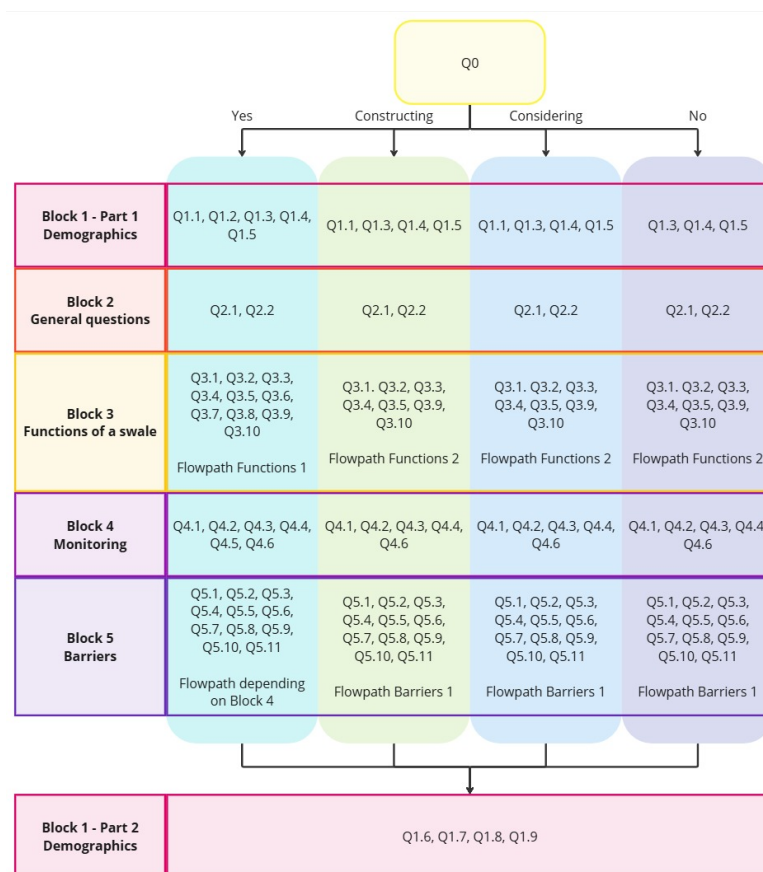 Q0
Yes
Constructing
Considering
No
Block 1 - Part 1
Demographics
Q1.1, Q1.2, Q1.3, Q1.4,
Q1.5
Q1.1, Q1.3, Q1.4, Q1.5
Q1.1, Q1.3, Q1.4, Q1.5
Q1.3, Q1.4, Q1.5
Block 2
General questions
Q2.1, Q2.2
Q2.1, Q2.2
Q2.1, Q2.2
Q2.1, Q2.2
Block 3
Functions of a swale
Q3.1, Q3.2, Q3.3,
Q3.4, Q3.5, Q3.6,
Q3.7, Q3.8, Q3.9,
Q3.10
Flowpath Functions 1
Q3.1. Q3.2, Q3.3,
Q3.4, Q3.5, Q3.9,
Q3.10
Flowpath Functions 2
Q3.1. Q3.2, Q3.3,
Q3.4, Q3.5, Q3.9,
Q3.10
Flowpath Functions 2
Q3.1. Q3.2, Q3.3,
Q3.4, Q3.5, Q3.9,
Q3.10
Flowpath Functions 2
Block 4
Monitoring
Q4.1, Q4.2, Q4.3, Q4.4,
Q4.5, Q4.6
Q4.1, Q4.2, Q4.3, Q4.4,
Q4.6
Q4.1, Q4.2, Q4.3, Q4.4,
Q4.6
Q4.1, Q4.2, Q4.3, Q4.4
Q4.6
Block 5
Barriers
Q5.1, Q5.2, Q5.3,
Q5.4, Q5.5, Q5.6,
Q5.7, Q5.8, Q5.9,
Q5.10, Q5.11
Flowpath depending
on Block 4
Q5.1, Q5.2, Q5.3,
Q5.4, Q5.5, Q5.6,
Q5.7, Q5.8, Q5.9,
Q5.10, Q5.11
Flowpath Barriers 1
Q5.1, Q5.2, Q5.3,
Q5.4, Q5.5, Q5.6,
Q5.7, Q5.8, Q5.9,
Q5.10, Q5.11
Flowpath Barriers 1
Q5.1, Q5.2, Q5.3,
Q5.4, Q5.5, Q5.6,
Q5.7, Q5.8, Q5.9,
Q5.10, Q5.11
Flowpath Barriers 1
Block 1 - Part 2
Demographics
Q1.6, Q1.7, Q1.8, Q1.9